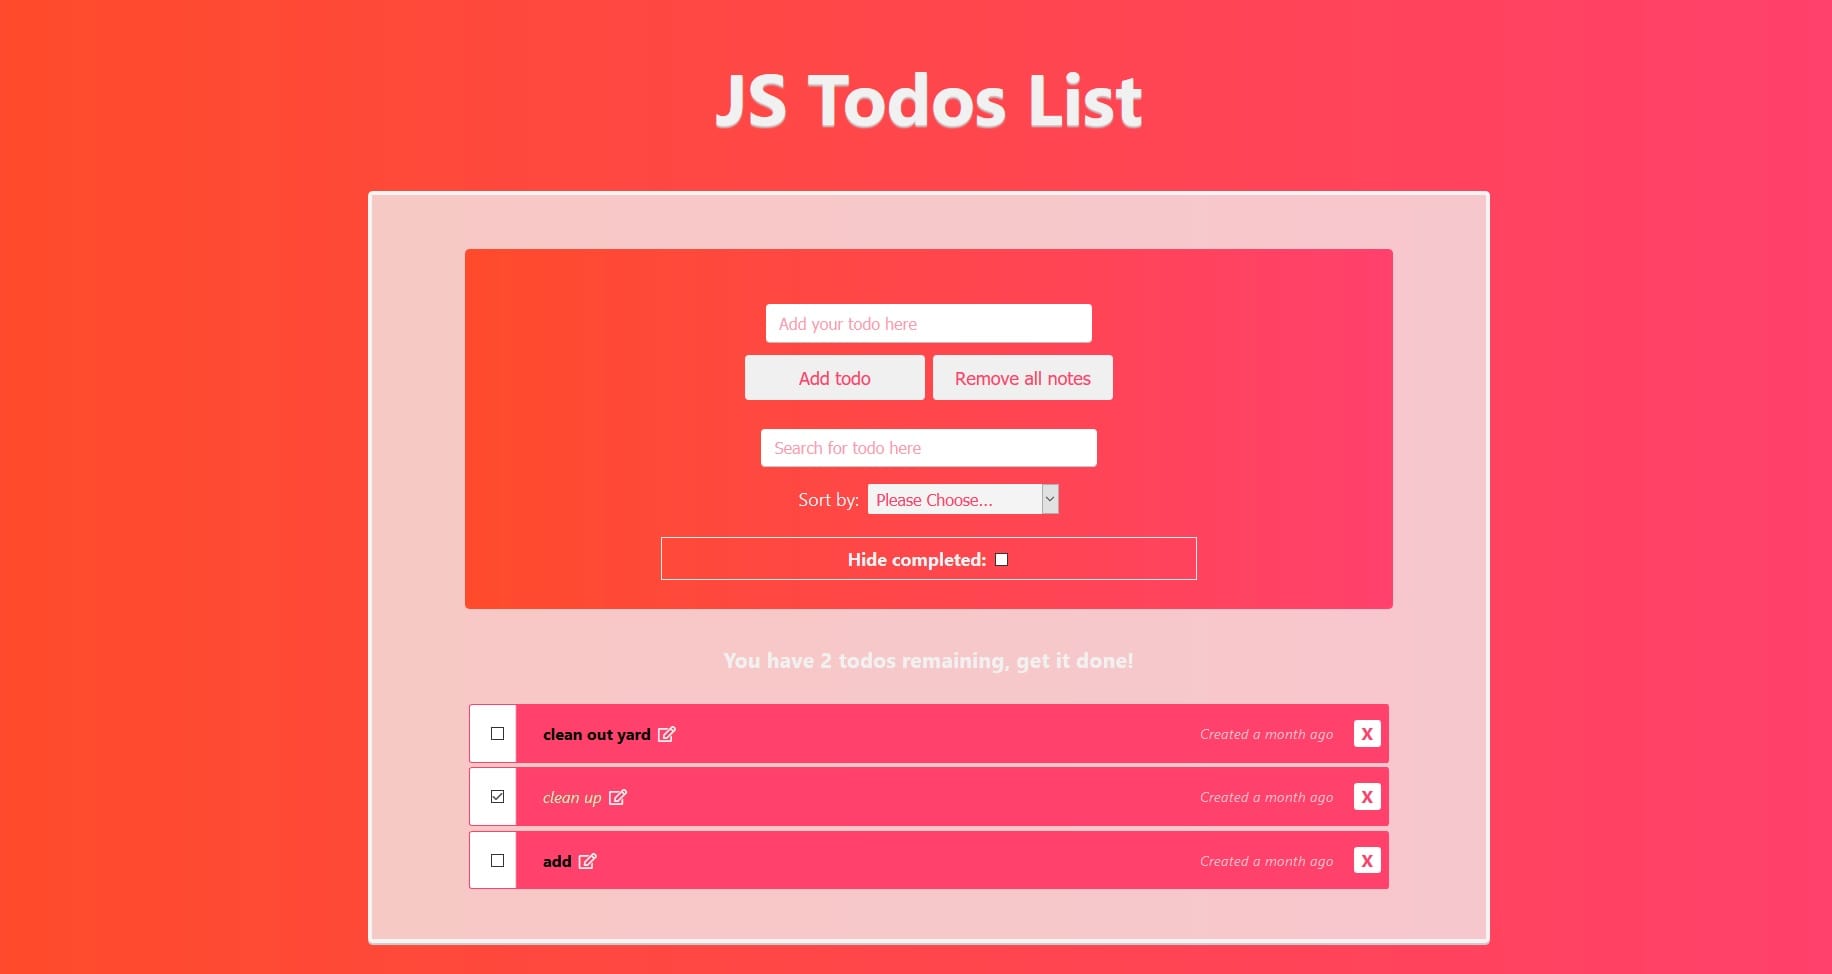 JS Todos List
Add your todo here
Add todo Remove all notes
Search for todo here
Sort by: Please Choose...
Hide completed:
You have 2 todos remaining, get it done!
clean out yard Created a month ago X
clean up Created a month ago X
add Created a month ago X